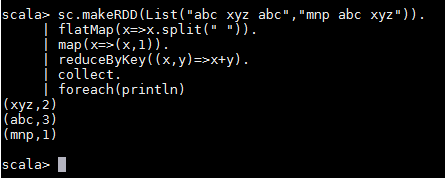 scala> sc.makeRDD(List("abc xyz abc","mnp abc xyz")).
     | flatMap(x=>x.split(" ")).
     | map(x=>(x,1)).
     | reduceByKey((x,y)=>x+y).
     | collect.
     | foreach(println)
(xyz,2)
(abc,3)
(mnp,1)
scala>